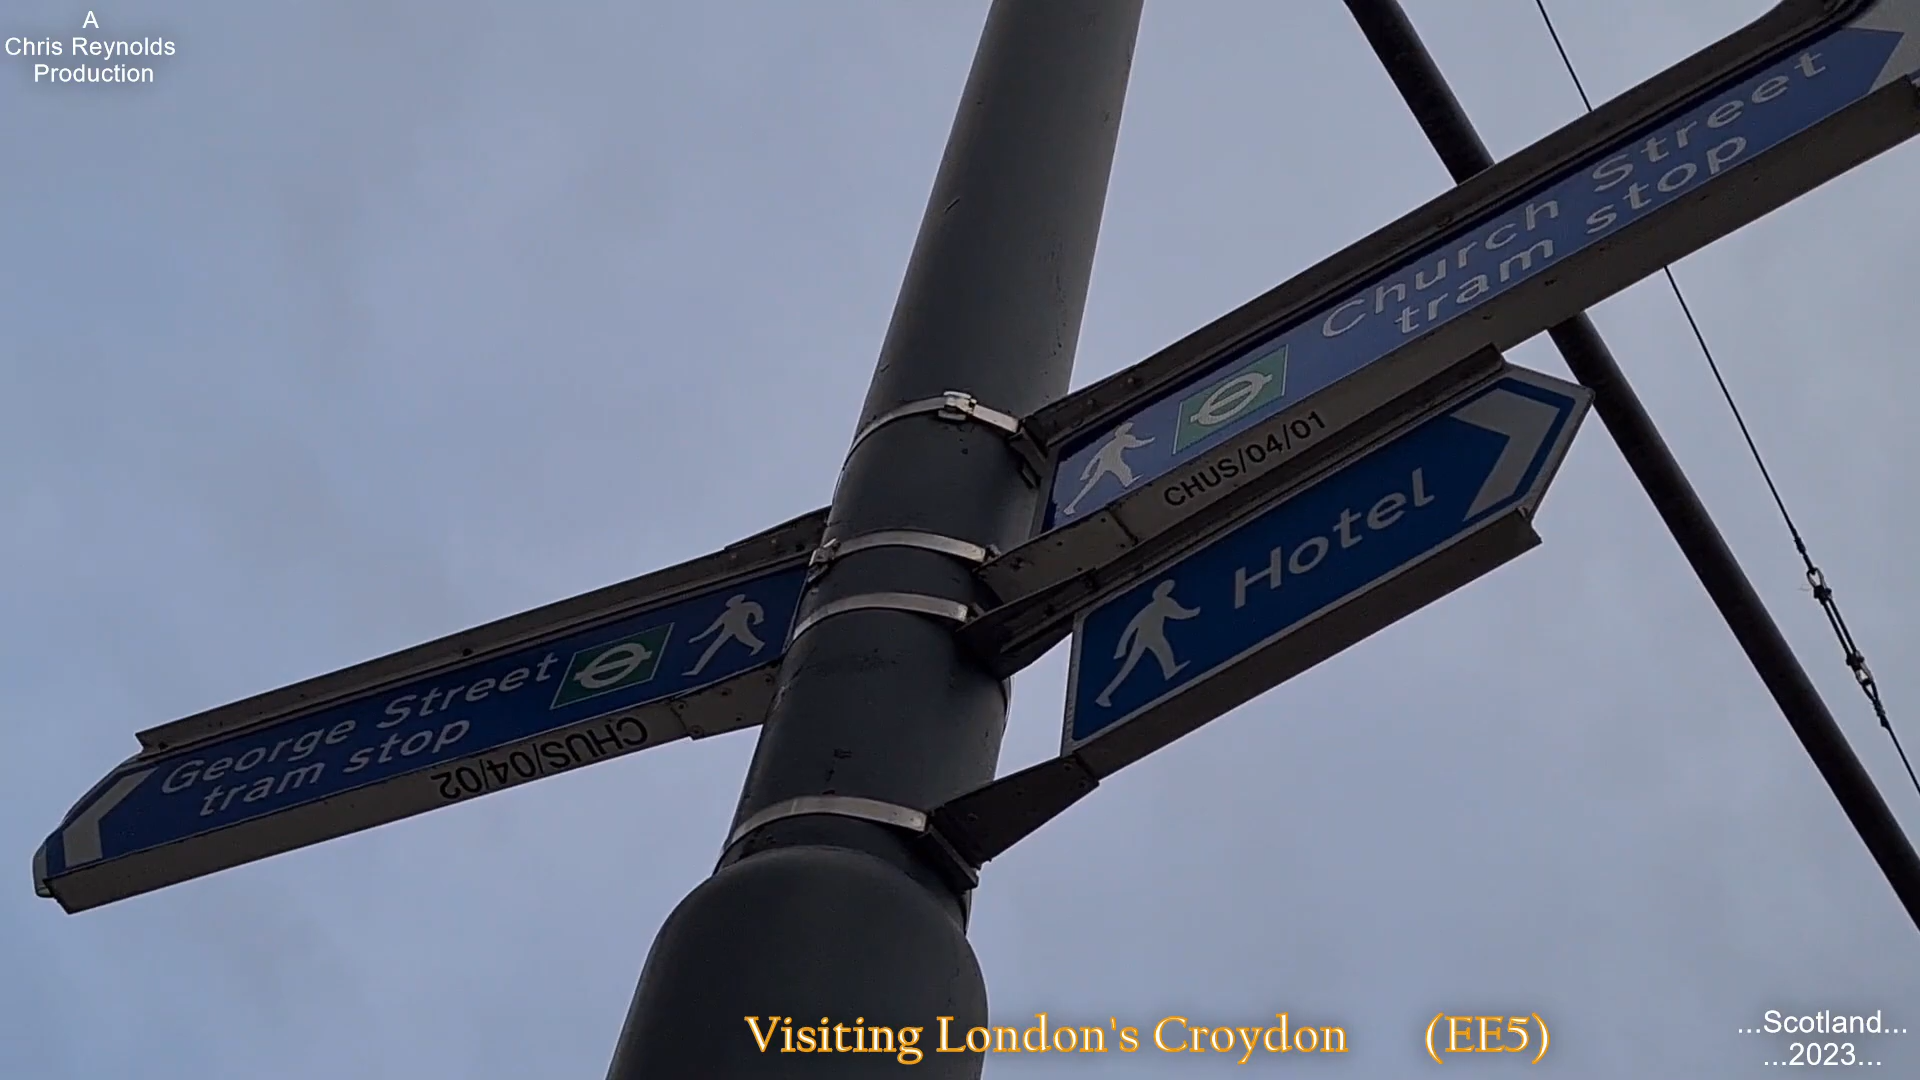 A
Chris Reynolds
Production
Church Street
tram stop
CHUS/04/01
Hotel
George Street
tram stop
CHUS/04/02
Visiting London's Croydon (EE5)
...Scotland...
...2023...